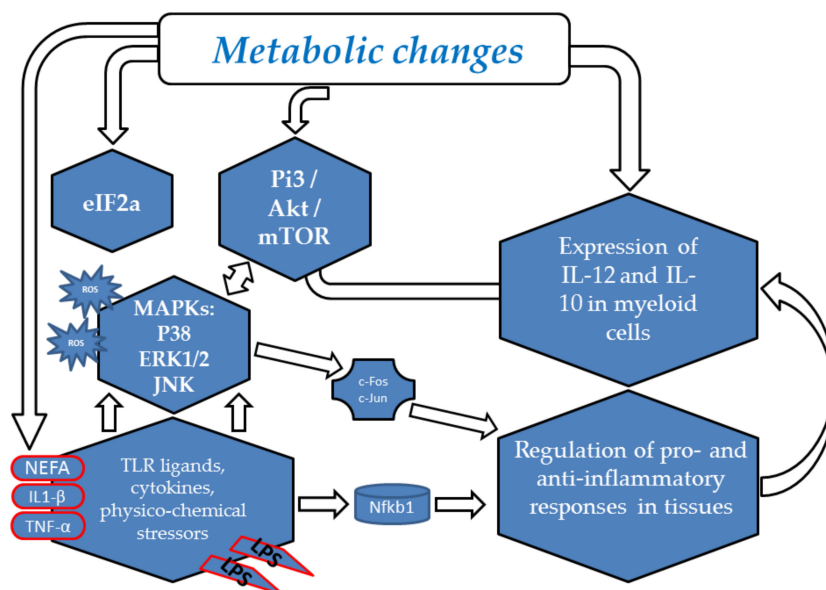 Metabolic changes
eIF2a
Pi3 /
Akt /
mTOR
Expression of
IL-12 and IL-
10 in myeloid
cells
ROS
ROS
MAPKs:
P38
ERK1/2
JNK
c-Fos
c-Jun
NEFA
IL1-β
TNF-α
TLR ligands,
cytokines,
physico-chemical
stressors
LPS
LPS
Nfkb1
Regulation of pro- and
anti-inflammatory
responses in tissues